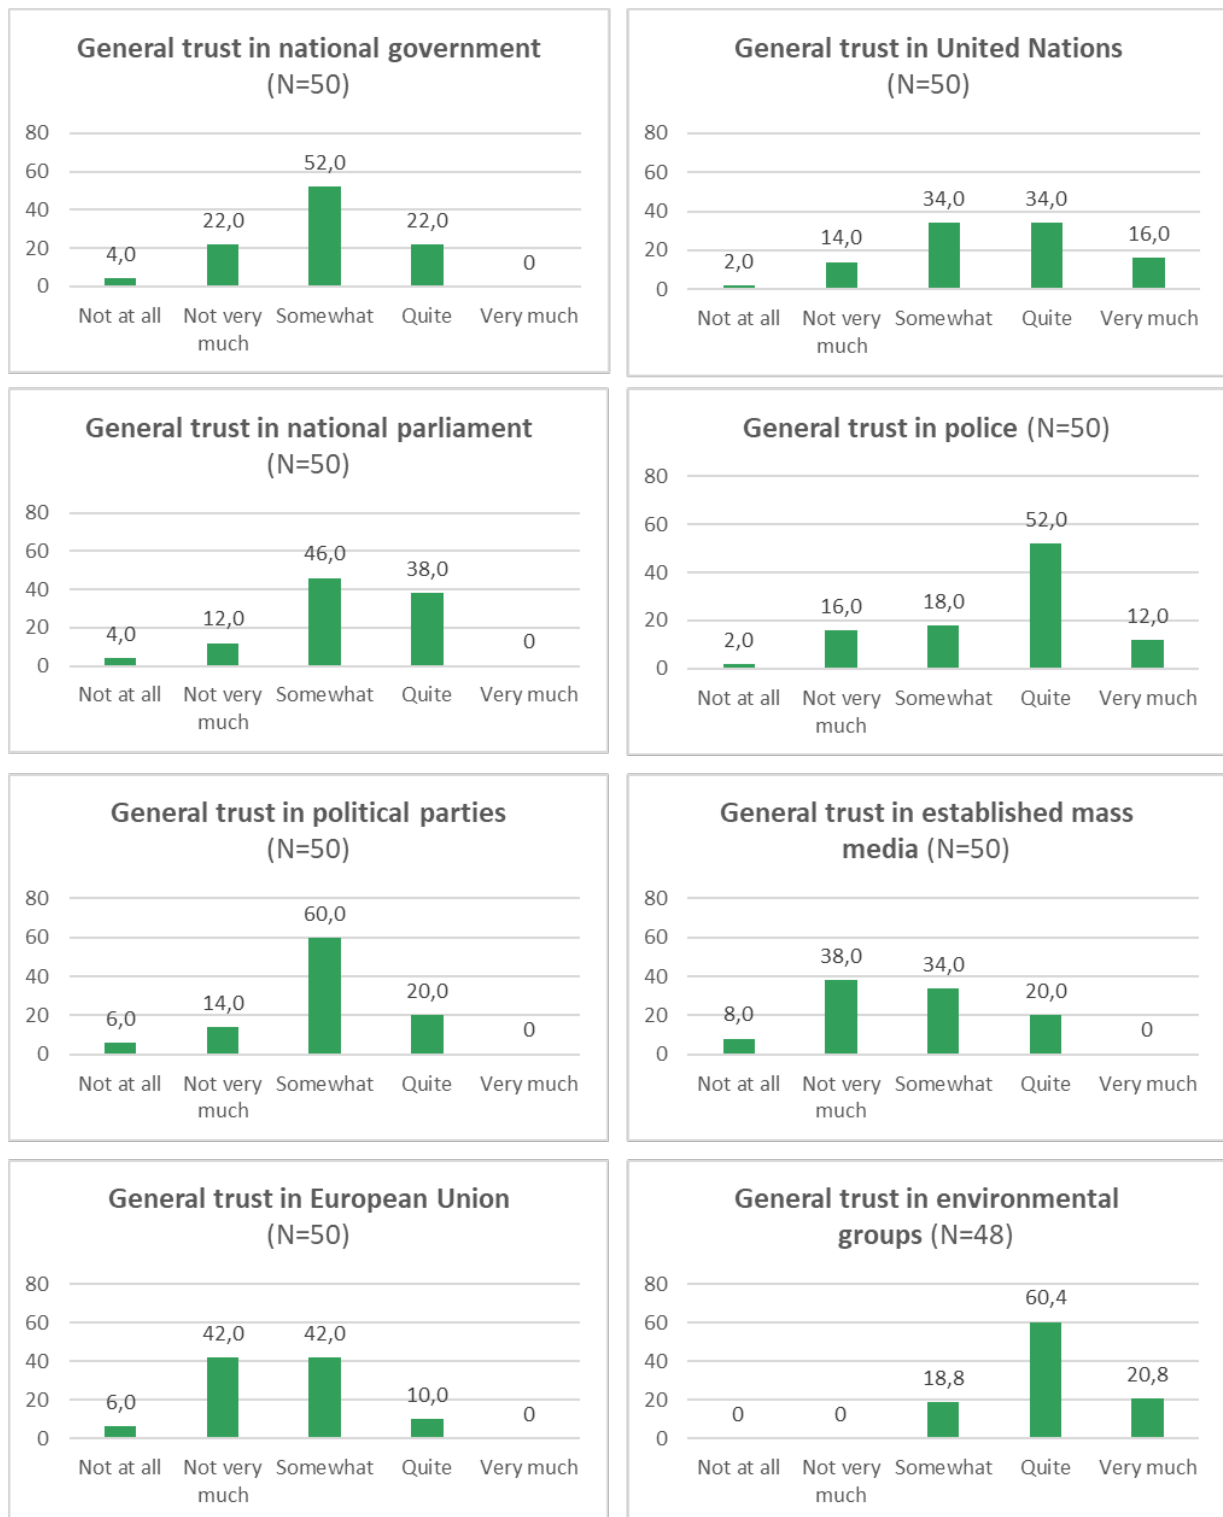 General trust in national government
(N=50)
80
60
40
20
0
4,0
22,0
52,0
22,0
0
Not at all
Not very
much
Somewhat
Quite
Very much
General trust in United Nations
(N=50)
80
60
40
20
0
2,0
14,0
34,0
34,0
16,0
Not at all
Not very
much
Somewhat
Quite
Very much
General trust in national parliament
(N=50)
80
60
40
20
0
4,0
12,0
46,0
38,0
0
Not at all
Not very
much
Somewhat
Quite
Very much
General trust in police (N=50)
80
60
40
20
0
2,0
16,0
18,0
52,0
12,0
Not at all
Not very
much
Somewhat
Quite
Very much
General trust in political parties
(N=50)
80
60
40
20
0
6,0
14,0
60,0
20,0
0
Not at all
Not very
much
Somewhat
Quite
Very much
General trust in established mass
media (N=50)
80
60
40
20
0
8,0
38,0
34,0
20,0
0
Not at all
Not very
much
Somewhat
Quite
Very much
General trust in European Union
(N=50)
80
60
40
20
0
6,0
42,0
42,0
10,0
0
Not at all
Not very
much
Somewhat
Quite
Very much
General trust in environmental
groups (N=48)
80
60
40
20
0
0
0
18,8
60,4
20,8
Not at all
Not very
much
Somewhat
Quite
Very much